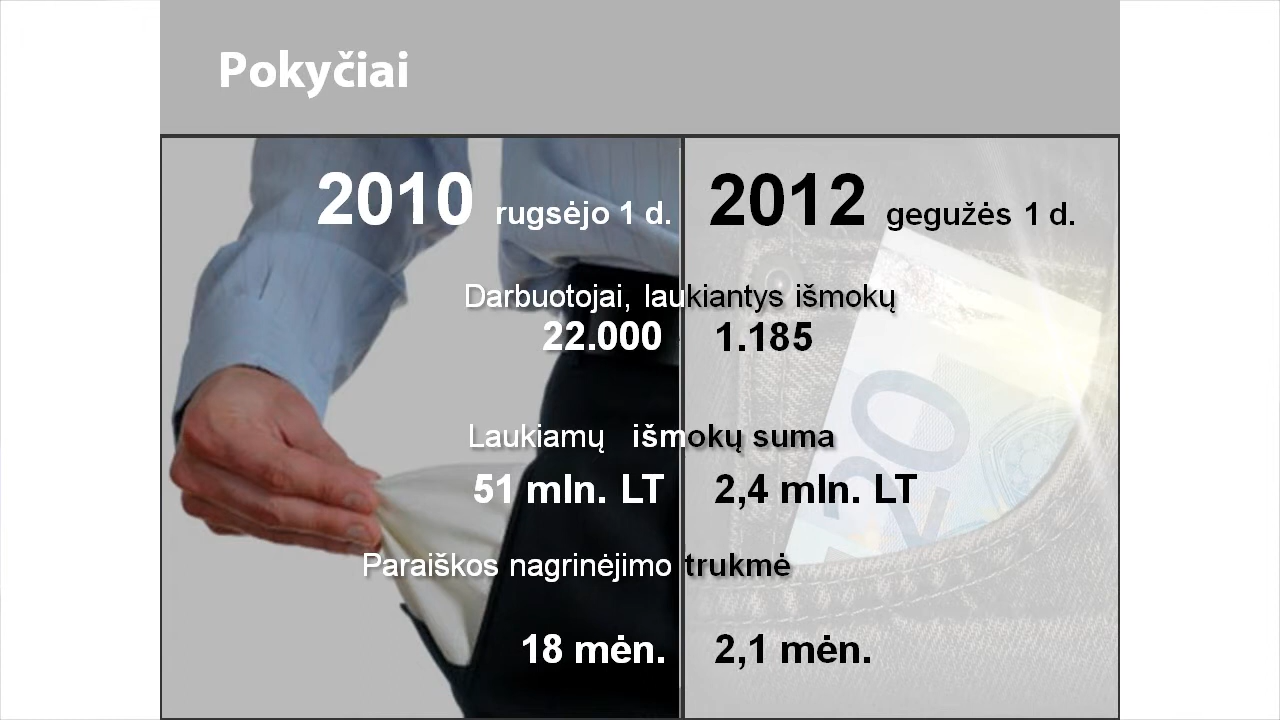 Pokyčiai
2010 rugsėjo 1 d.
2012 gegužės 1 d.
Darbuotojai, laukiantys išmokų
22.000
1.185
Laukiamų išmokų suma
51 mln. LT
2,4 mln. LT
Paraiškos nagrinėjimo trukmė
18 mėn.
2,1 mėn.
20